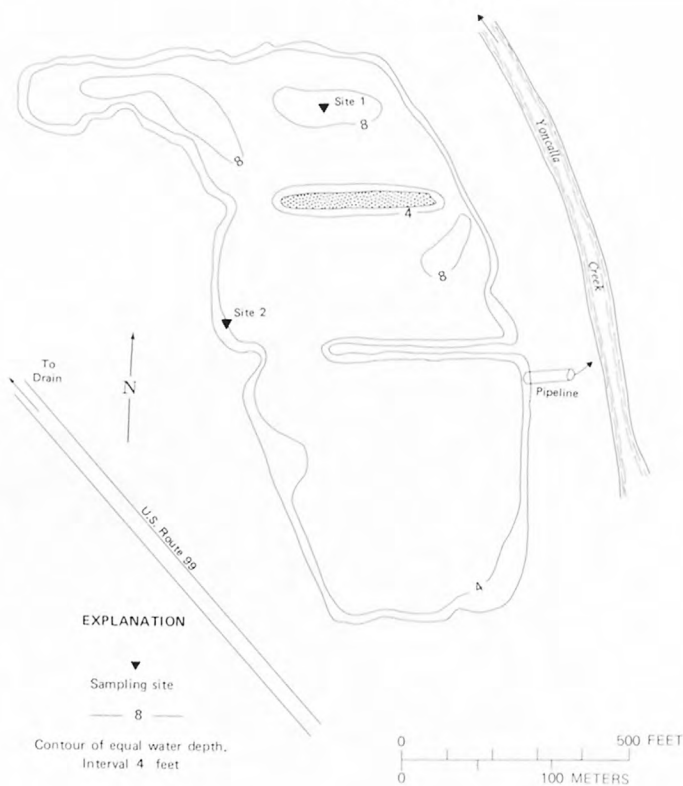 Site 1
8
8
4
8
Yoncalla
Creek
Site 2
To
Drain
N
Pipeline
U.S. Route 99
4
EXPLANATION
Sampling site
8
Contour of equal water depth.
Interval 4 feet
0 500 FEET
0 100 METERS